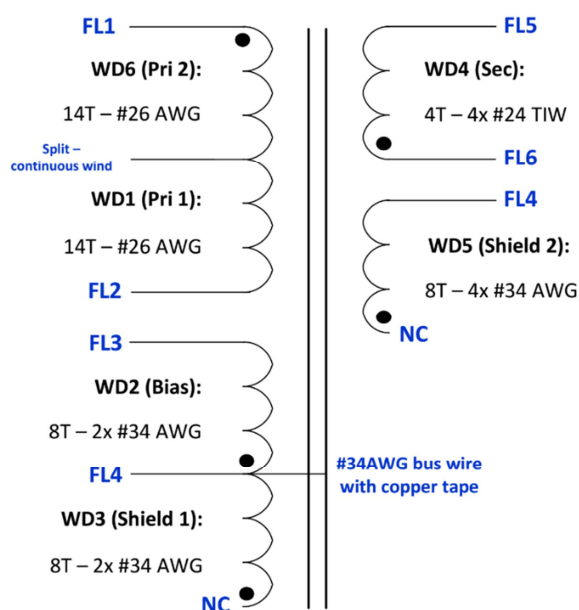 FL1
WD6 (Pri 2):
14T – #26 AWG
Split –
continuous wind
WD1 (Pri 1):
14T – #26 AWG
FL2
FL3
WD2 (Bias):
8T – 2x #34 AWG
FL4
WD3 (Shield 1):
8T – 2x #34 AWG
NC
FL5
WD4 (Sec):
4T – 4x #24 TIW
FL6
FL4
WD5 (Shield 2):
8T – 4x #34 AWG
NC
#34AWG bus wire
with copper tape